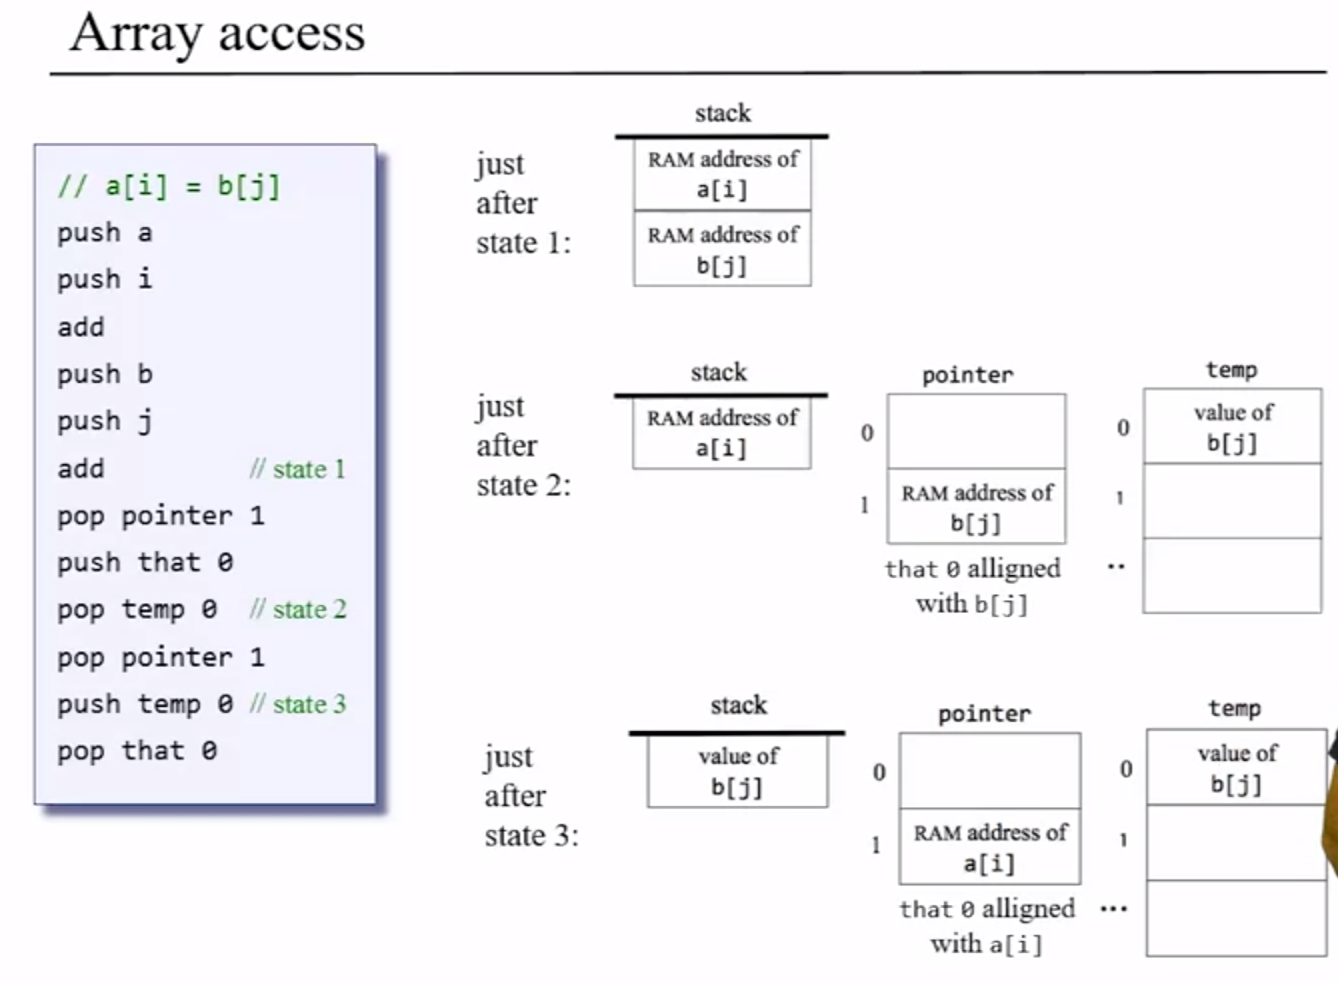 Array access
// a[i] = b[j]
push a
push i
add
push b
push j
add // state 1
pop pointer 1
push that 0
pop temp 0 // state 2
pop pointer 1
push temp 0 // state 3
pop that 0
just
after
state 1:
stack
RAM address of
a[i]
RAM address of
b[j]
just
after
state 2:
stack
RAM address of
a[i]
pointer
0
1
RAM address of
b[j]
that 0 alligned
with b[j]
temp
0
value of
b[j]
1
..
just
after
state 3:
stack
value of
b[j]
pointer
0
1
RAM address of
a[i]
that 0 alligned
with a[i]
temp
0
value of
b[j]
1
...